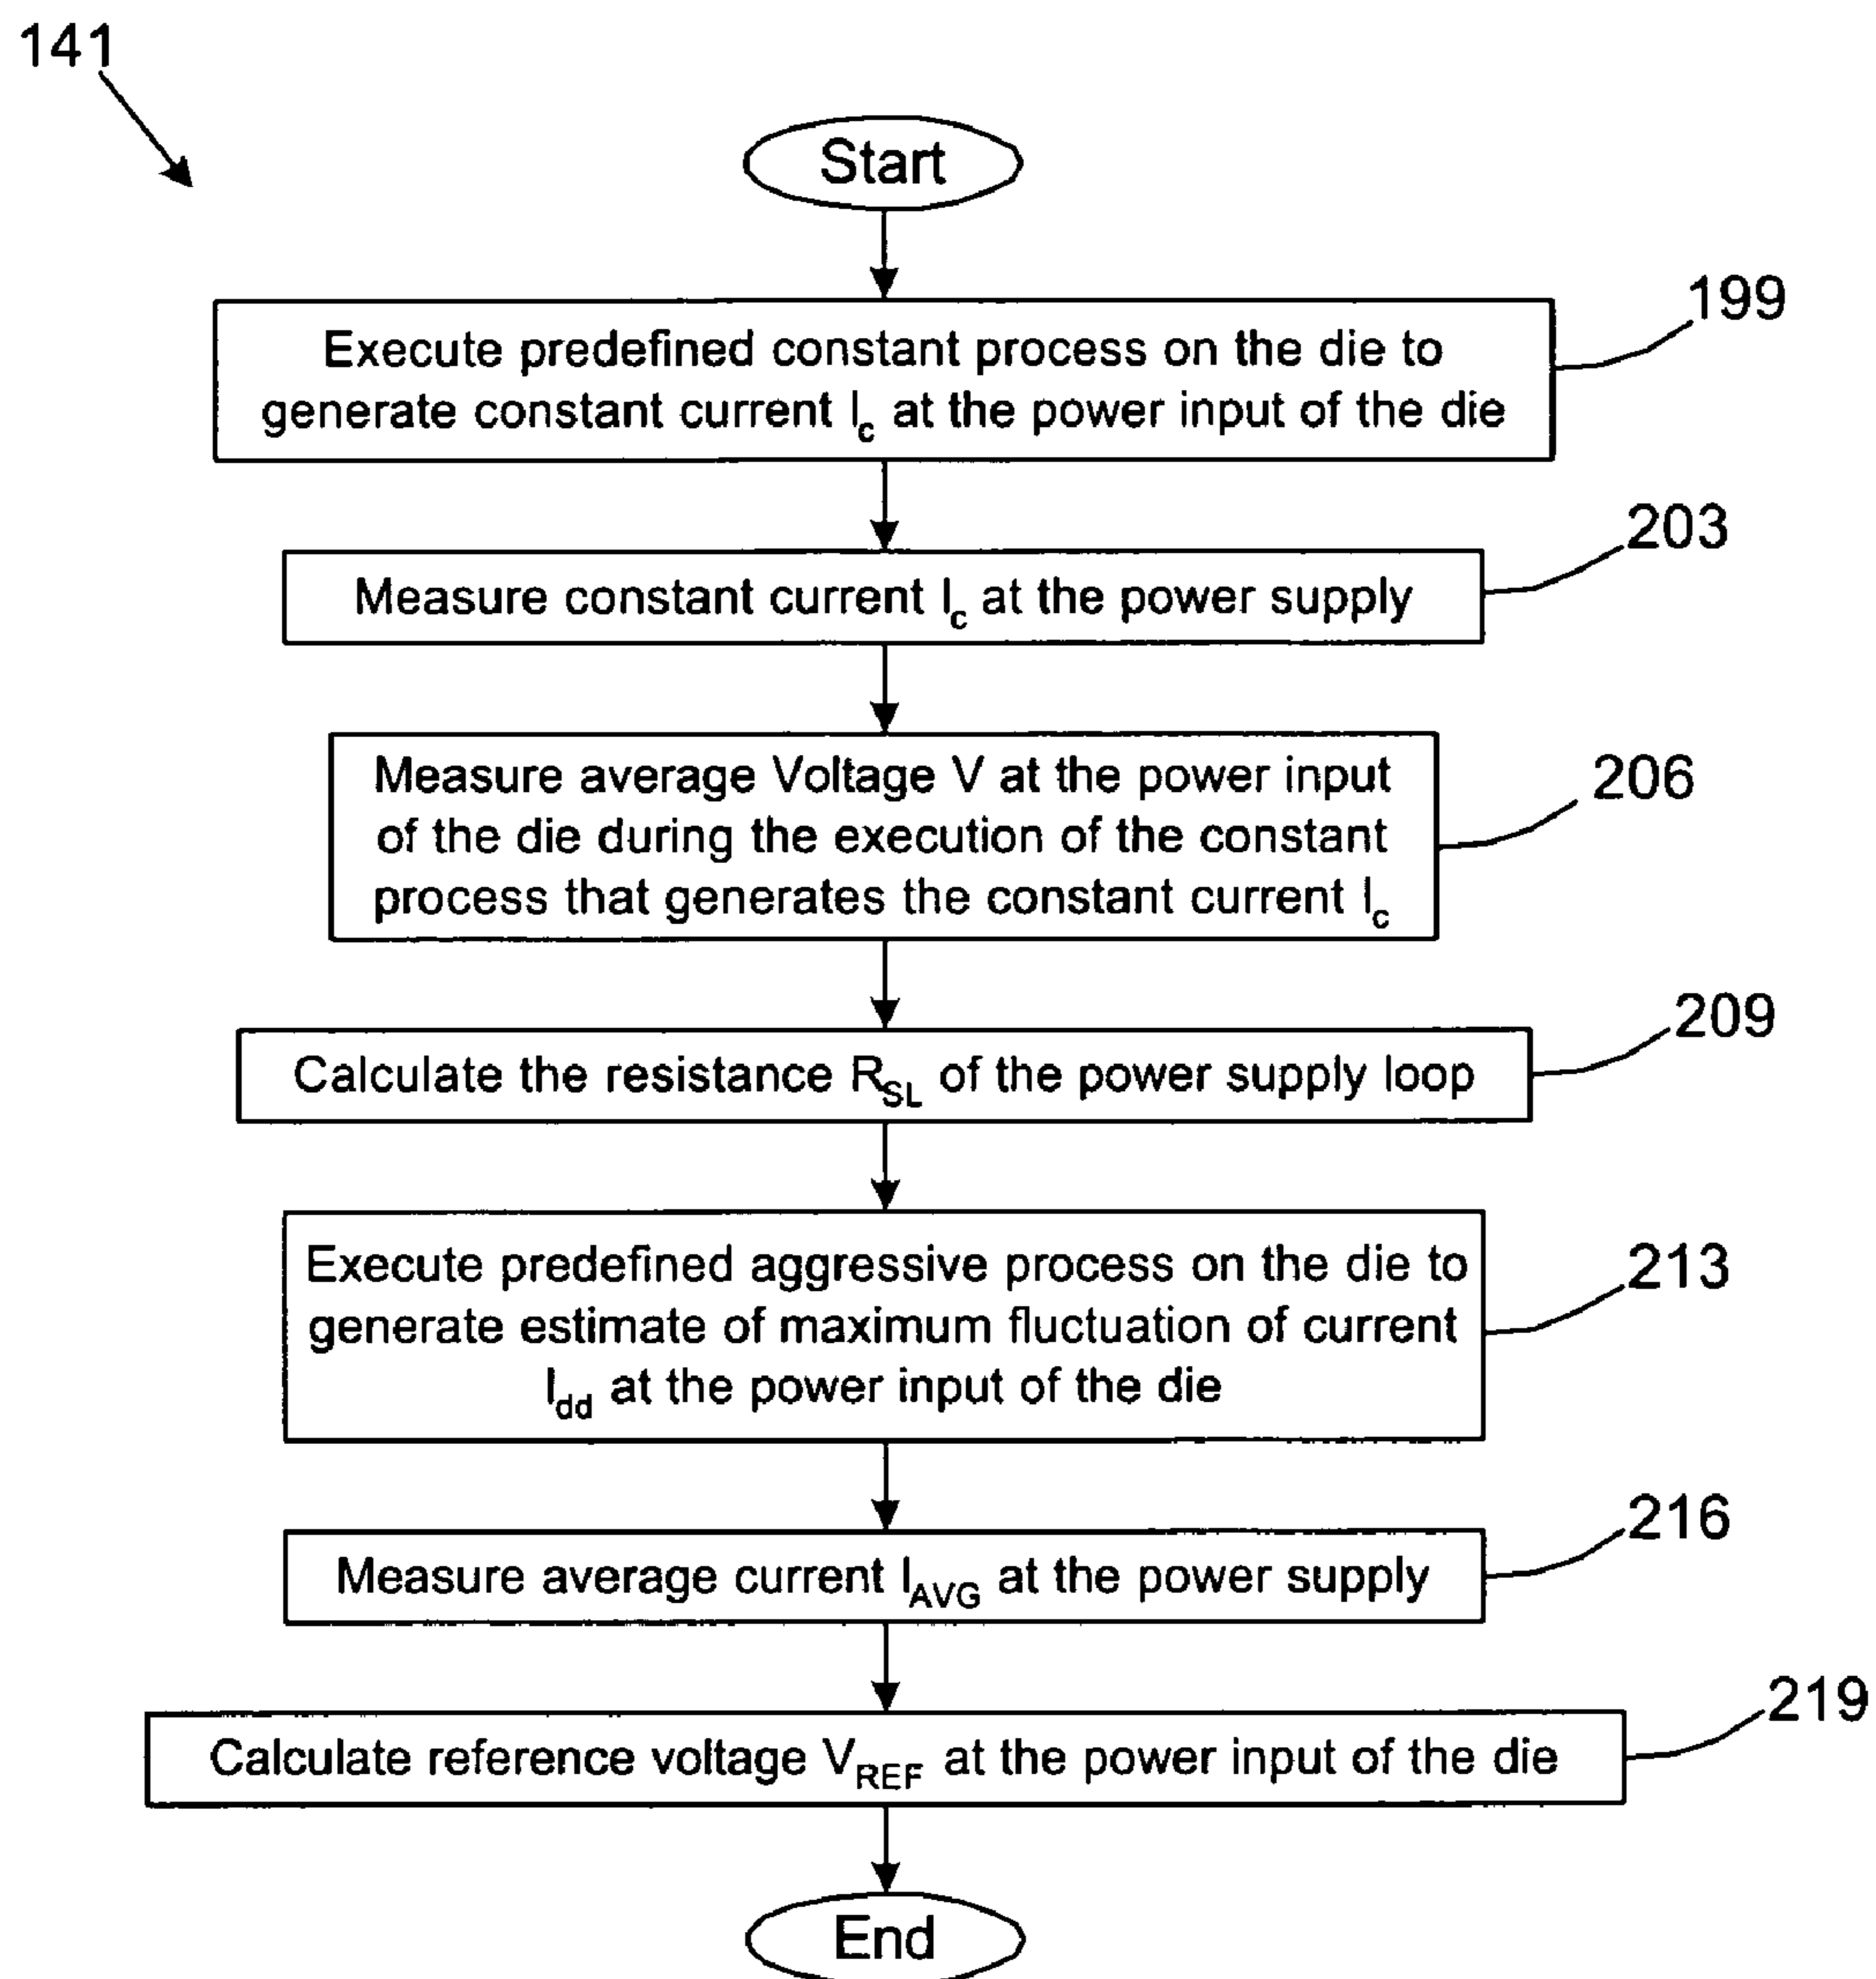 141
Start
199
Execute predefined constant process on the die to
generate constant current Ic at the power input of the die
203
Measure constant current Ic at the power supply
206
Measure average Voltage V at the power input
of the die during the execution of the constant
process that generates the constant current Ic
209
Calculate the resistance RSL of the power supply loop
213
Execute predefined aggressive process on the die to
generate estimate of maximum fluctuation of current
Idd at the power input of the die
216
Measure average current IAVG at the power supply
219
Calculate reference voltage VREF at the power input of the die
End